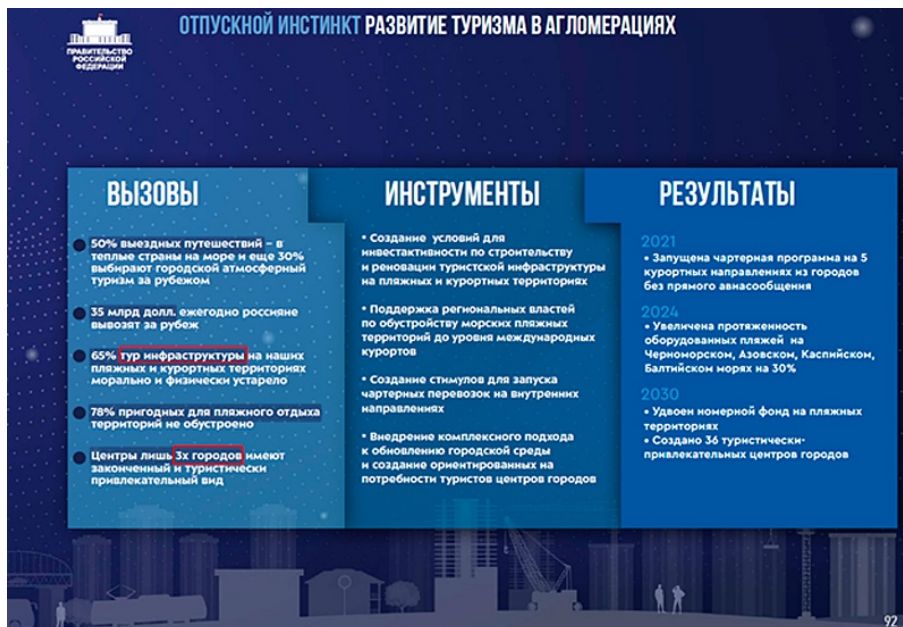 ОТПУСКНОЙ ИНСТИНКТ РАЗВИТИЕ ТУРИЗМА В АГЛОМЕРАЦИЯХ
ПРАВИТЕЛЬСТВО
РОССИЙСКОЙ
ФЕДЕРАЦИИ
ВЫЗОВЫ
50% выездных путешествий – в
теплые страны на море и еще 30%
выбирают городской атмосферный
туризм за рубежом
35 млрд долл. ежегодно россияне
вывозят за рубеж
65% тур инфраструктуры на наших
пляжных и курортных территориях
морально и физически устарело
78% пригодных для пляжного отдыха
территорий не обустроено
Центры лишь 3х городов имеют
законченный и туристически
привлекательный вид
ИНСТРУМЕНТЫ
• Создание условий для
инвестактивности по строительству
и реновации туристской инфраструктуры
на пляжных и курортных территориях
• Поддержка региональных властей
по обустройству морских пляжных
территорий до уровня международных
курортов
• Создание стимулов для запуска
чартерных перевозок на внутренних
направлениях
• Внедрение комплексного подхода
к обновлению городской среды
и создание ориентированных на
потребности туристов центров городов
РЕЗУЛЬТАТЫ
2021
• Запущена чартерная программа на 5
курортных направлениях из городов
без прямого авиасообщения
2024
• Увеличена протяженность
оборудованных пляжей на
Черноморском, Азовском, Каспийском,
Балтийском морях на 30%
2030
• Удвоен номерной фонд на пляжных
территориях
• Создано 36 туристически-
привлекательных центров городов
92